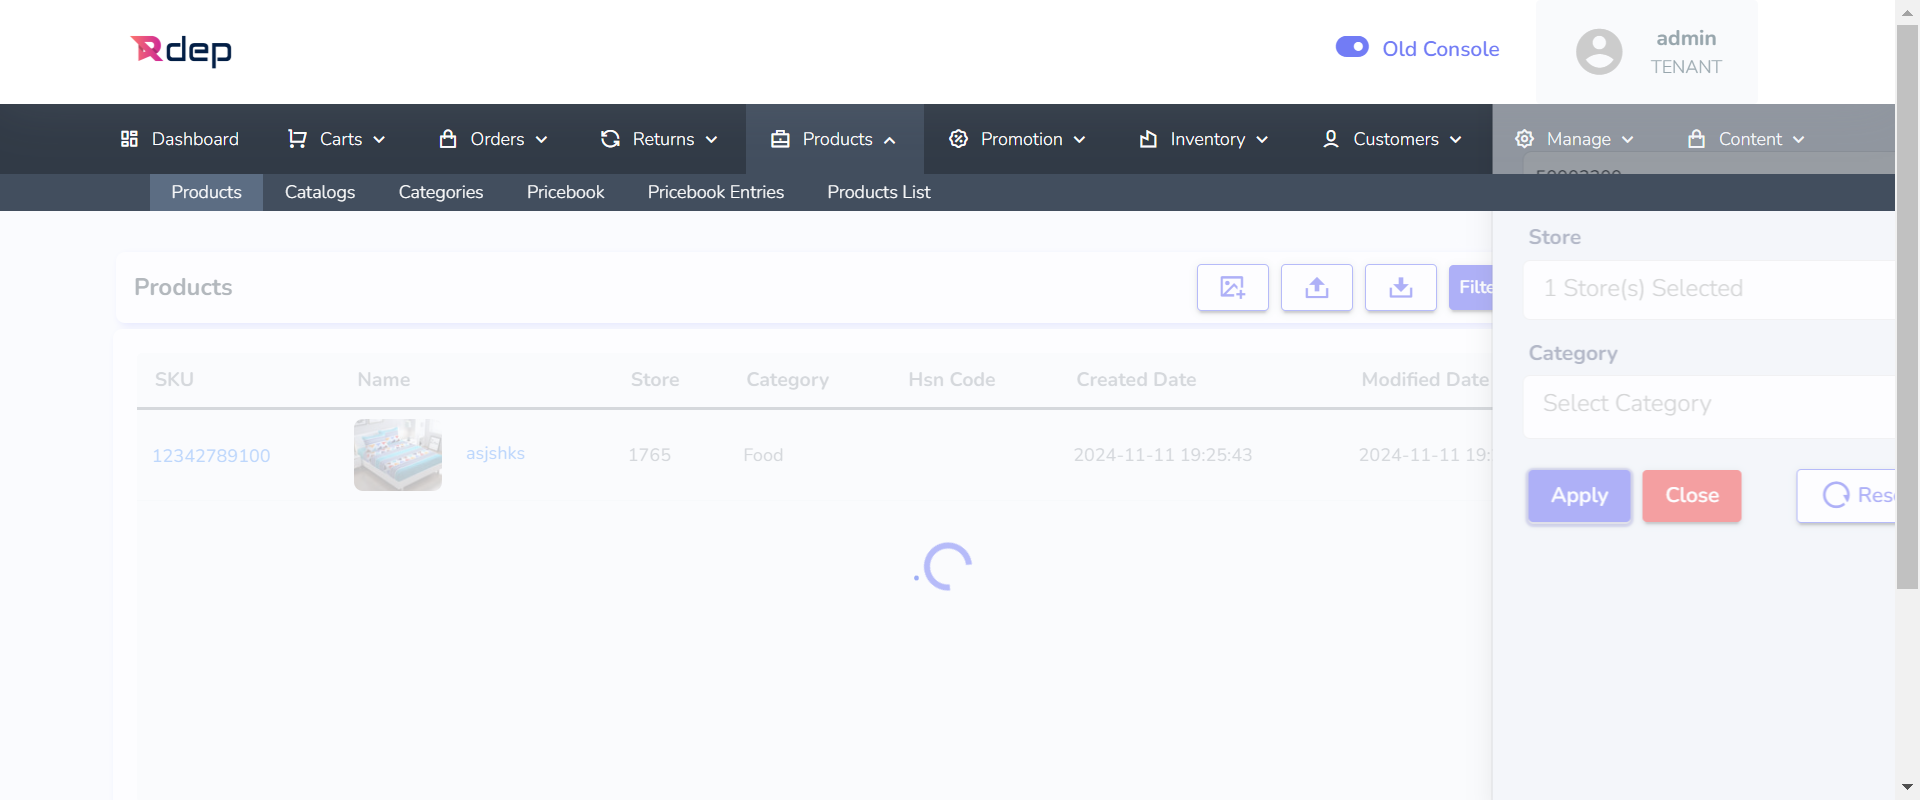 Rdep
Old Console
admin
TENANT
Dashboard
Carts
Orders
Returns
Products
Promotion
Inventory
Customers
Manage
Content
Products
Catalogs
Categories
Pricebook
Pricebook Entries
Products List
Store
Products
Filte
1 Store(s) Selected
Category
SKU
Name
Store
Category
Hsn Code
Created Date
Modified Date
Select Category
12342789100
asjshks
1765
Food
2024-11-11 19:25:43
2024-11-11 19:
Apply
Close
Rese